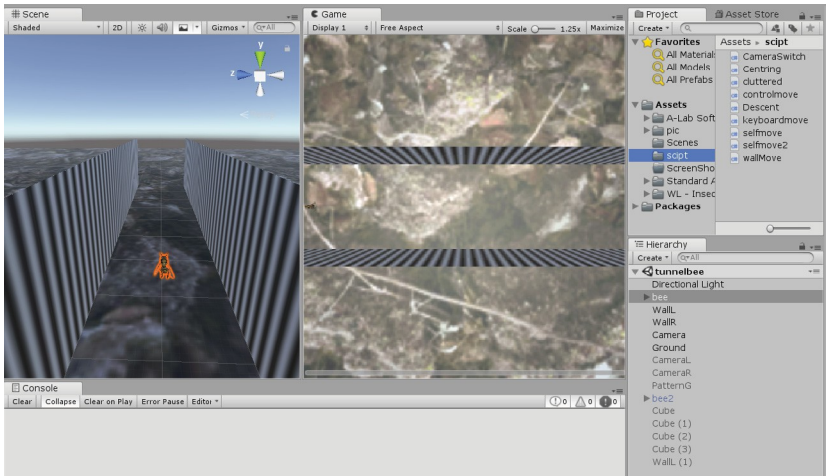 Scene
Shaded 2D Gizmos All
y
z
Game
Display 1 Free Aspect Scale 1.25x Maximize
Project Asset Store
Create
Favorites
All Material
All Models
All Prefabs
Assets
A-Lab Soft
pic
Scenes
scipt
ScreenSho
Standard A
WL - Insec
Packages
Assets scipt
CameraSwitch
Centring
cluttered
controlmove
Descent
keyboardmove
selfmove
selfmove2
wallMove
Hierarchy
Create All
tunnelbee
Directional Light
bee
WallL
WallR
Camera
Ground
CameraL
CameraR
PatternG
bee2
Cube
Cube (1)
Cube (2)
Cube (3)
WallL (1)
Console
Clear Collapse Clear on Play Error Pause Editor 0 0 0